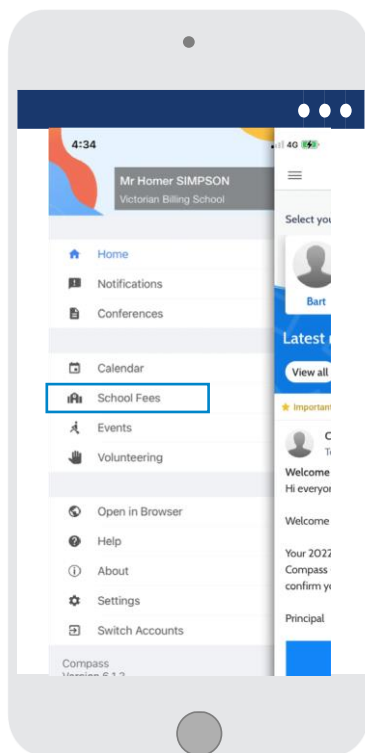 4:34
4G
Mr Homer SIMPSON
Victorian Billing School
Home
Notifications
Conferences
Calendar
School Fees
Events
Volunteering
Open in Browser
Help
About
Settings
Switch Accounts
Compass
Select you
Bart
Latest
View all
Important
C
Welcome
Hi everyor
Welcome
Your 2022
Compass
confirm y
Principal